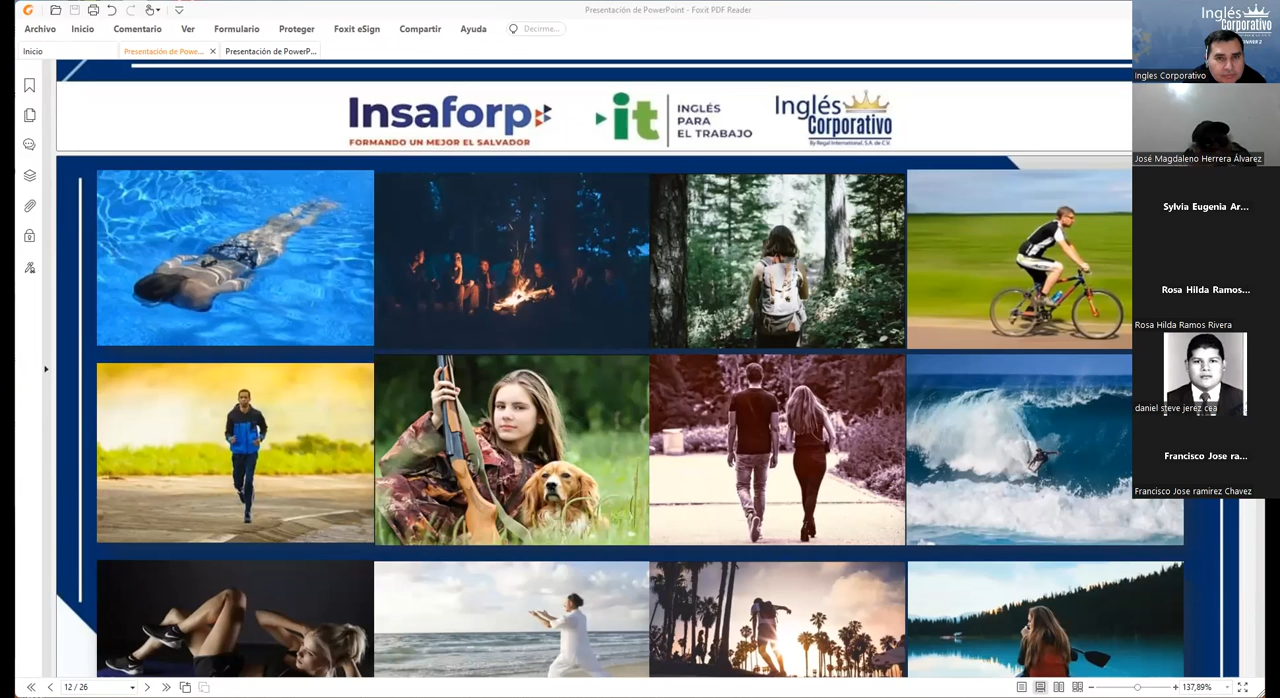 Presentación de PowerPoint - Foxit PDF Reader
Archivo Inicio Comentario Ver Formulario Proteger Foxit eSign Compartir Ayuda Decirme...
Inicio Presentación de Powe... Presentación de PowerP...
Insaforp
FORMANDO UN MEJOR EL SALVADOR
it
INGLÉS
PARA
EL TRABAJO
Inglés
Corporativo
By Regal International, S.A. de C.V.
Inglés
Corporativo
Ingles Corporativo
José Magdaleno Herrera Álvarez
Sylvia Eugenia Ar...
Rosa Hilda Ramos...
Rosa Hilda Ramos Rivera
daniel steve jerez cea
Francisco Jose ra...
Francisco Jose ramirez Chavez
12 / 26
137,89%